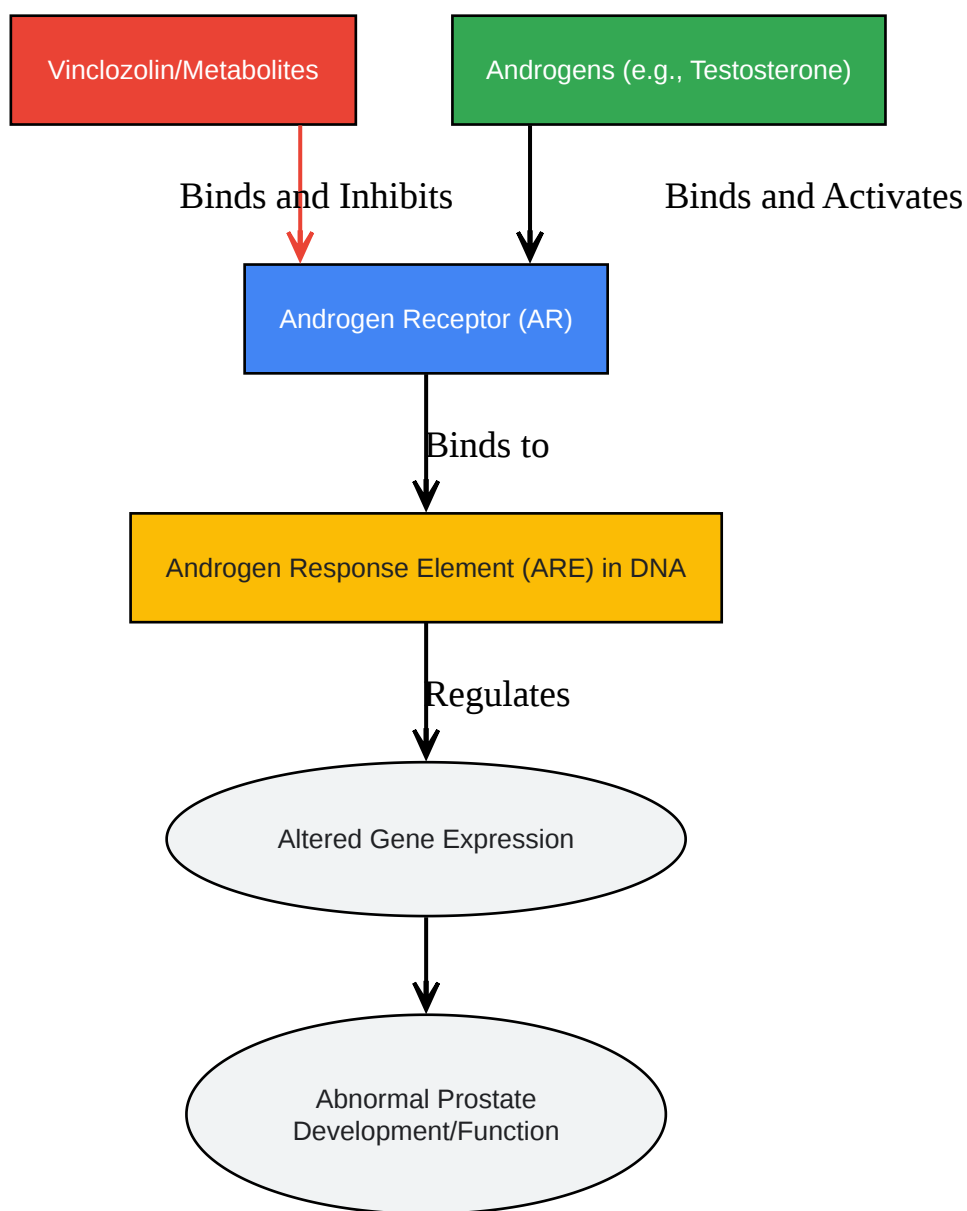 Vinclozolin/Metabolites
Androgens (e.g., Testosterone)
Binds and Inhibits
Binds and Activates
Androgen Receptor (AR)
Binds to
Androgen Response Element (ARE) in DNA
Regulates
Altered Gene Expression
Abnormal Prostate
Development/Function